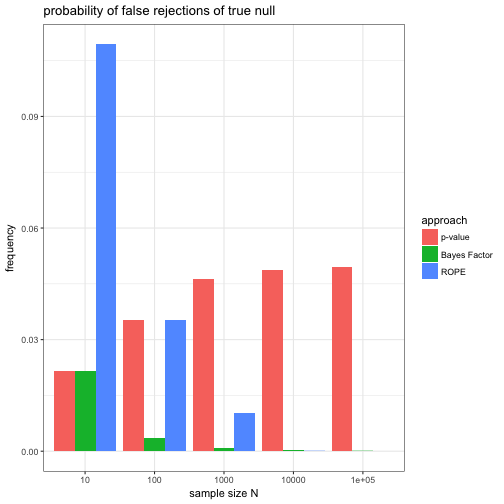 probability of false rejections of true null
frequency
0.09
0.06
0.03
0.00
10 100 1000 10000 1e+05
sample size N
approach
p-value
Bayes Factor
ROPE